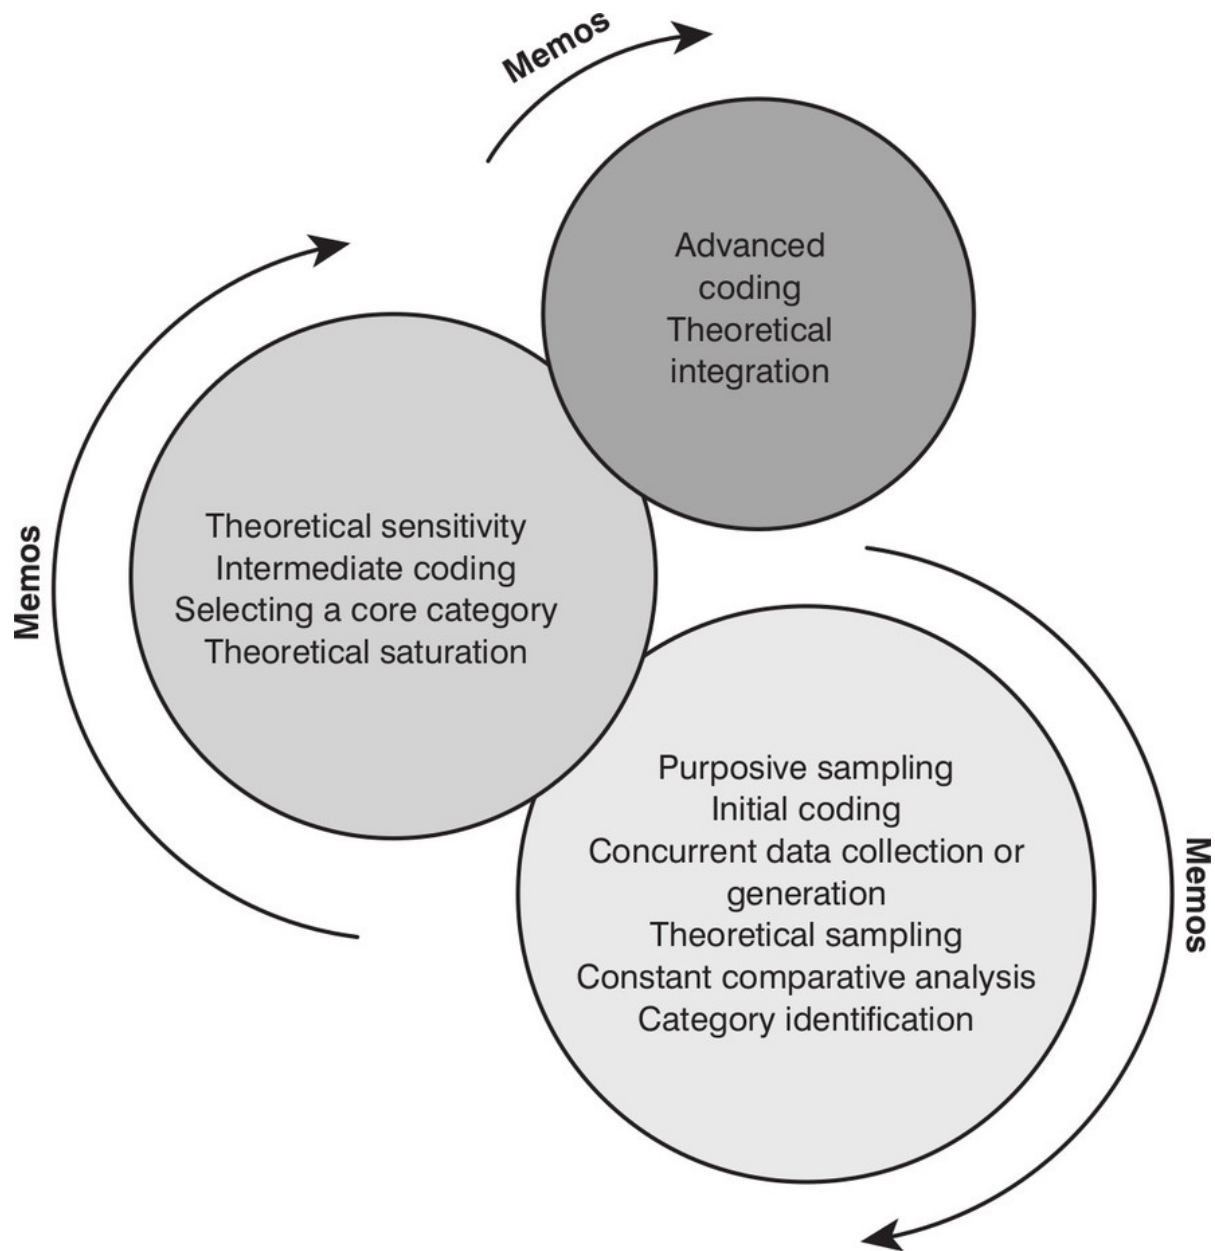 Memos
Advanced
coding
Theoretical
integration
Memos
Theoretical sensitivity
Intermediate coding
Selecting a core category
Theoretical saturation
Purposive sampling
Initial coding
Concurrent data collection or
generation
Theoretical sampling
Constant comparative analysis
Category identification
Memos